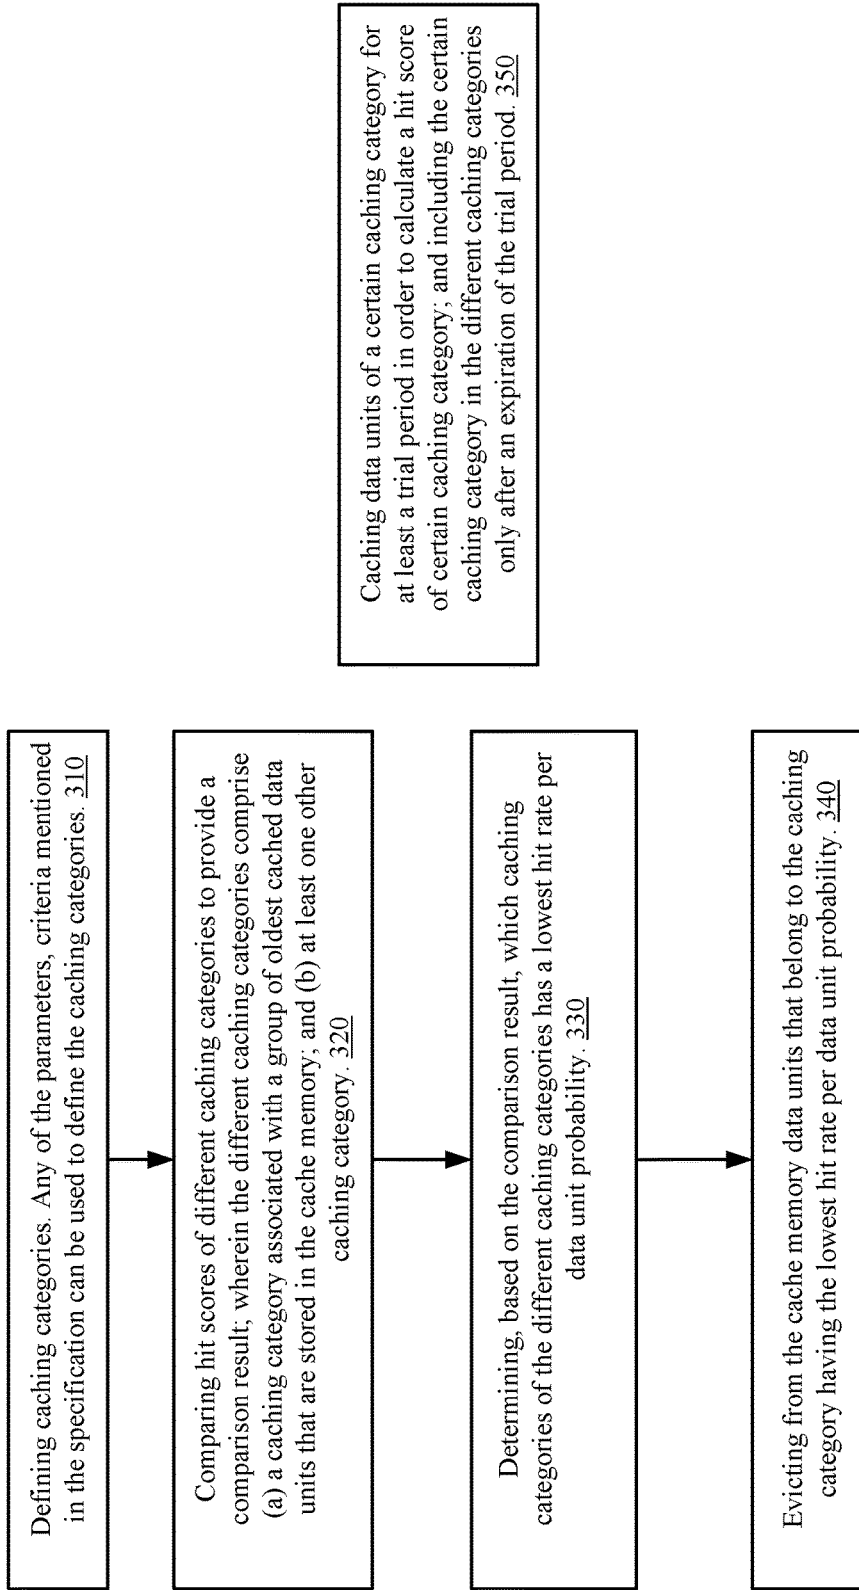 Defining caching categories. Any of the parameters, criteria mentioned
in the specification can be used to define the caching categories. 310
Comparing hit scores of different caching categories to provide a
comparison result; wherein the different caching categories comprise
(a) a caching category associated with a group of oldest cached data
units that are stored in the cache memory; and (b) at least one other
caching category. 320
Determining, based on the comparison result, which caching
categories of the different caching categories has a lowest hit rate per
data unit probability. 330
Evicting from the cache memory data units that belong to the caching
category having the lowest hit rate per data unit probability. 340
Caching data units of a certain caching category for
at least a trial period in order to calculate a hit score
of certain caching category; and including the certain
caching category in the different caching categories
only after an expiration of the trial period. 350